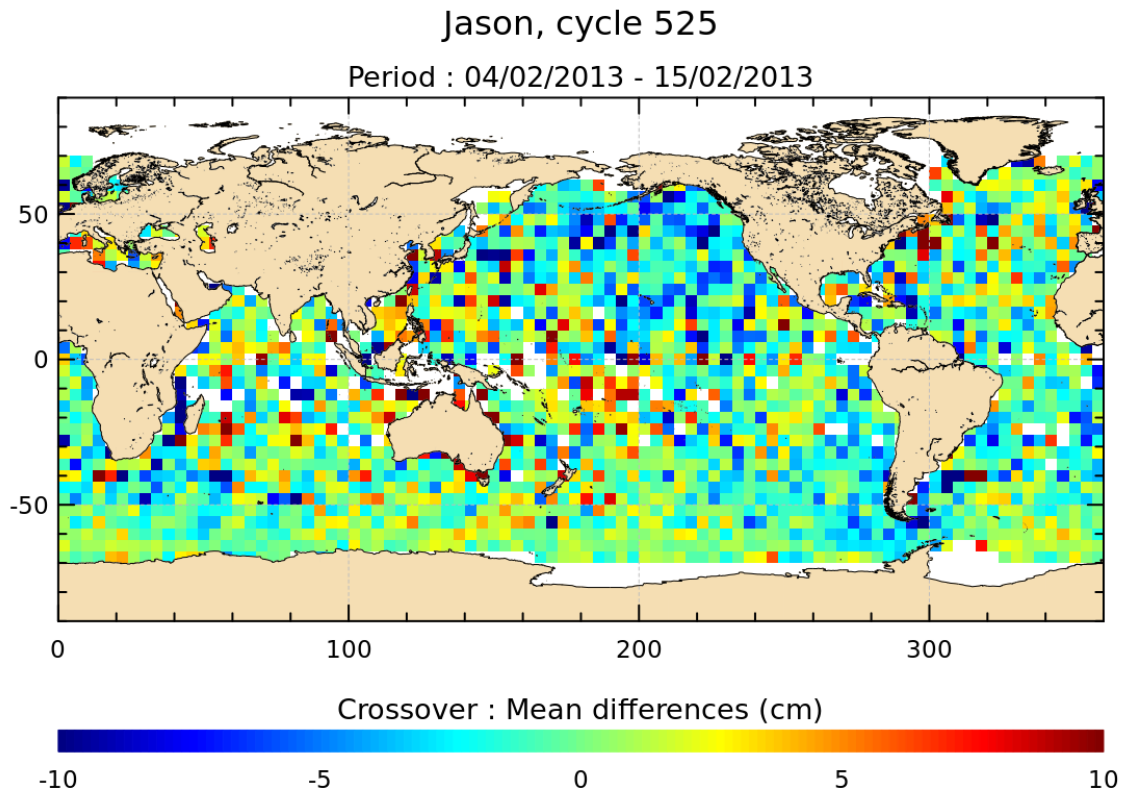 Jason, cycle 525
Period : 04/02/2013 - 15/02/2013
50
0
-50
0 100 200 300
Crossover : Mean differences (cm)
-10 -5 0 5 10